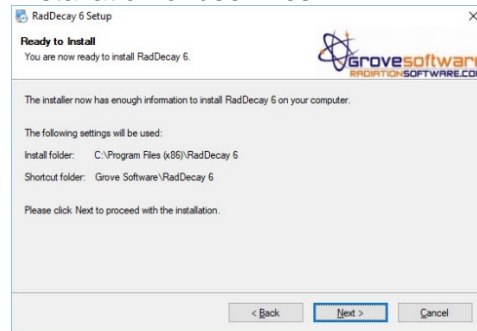 RadDecay 6 Setup
Ready to Install
You are now ready to install RadDecay 6.
Grovesoftware
RADIATIONSOFTWARE.COM
The installer now has enough information to install RadDecay 6 on your computer.
The following settings will be used:
Install folder: C:\Program Files (x86)\RadDecay 6
Shortcut folder: Grove Software\RadDecay 6
Please click Next to proceed with the installation.
< Back Next > Cancel